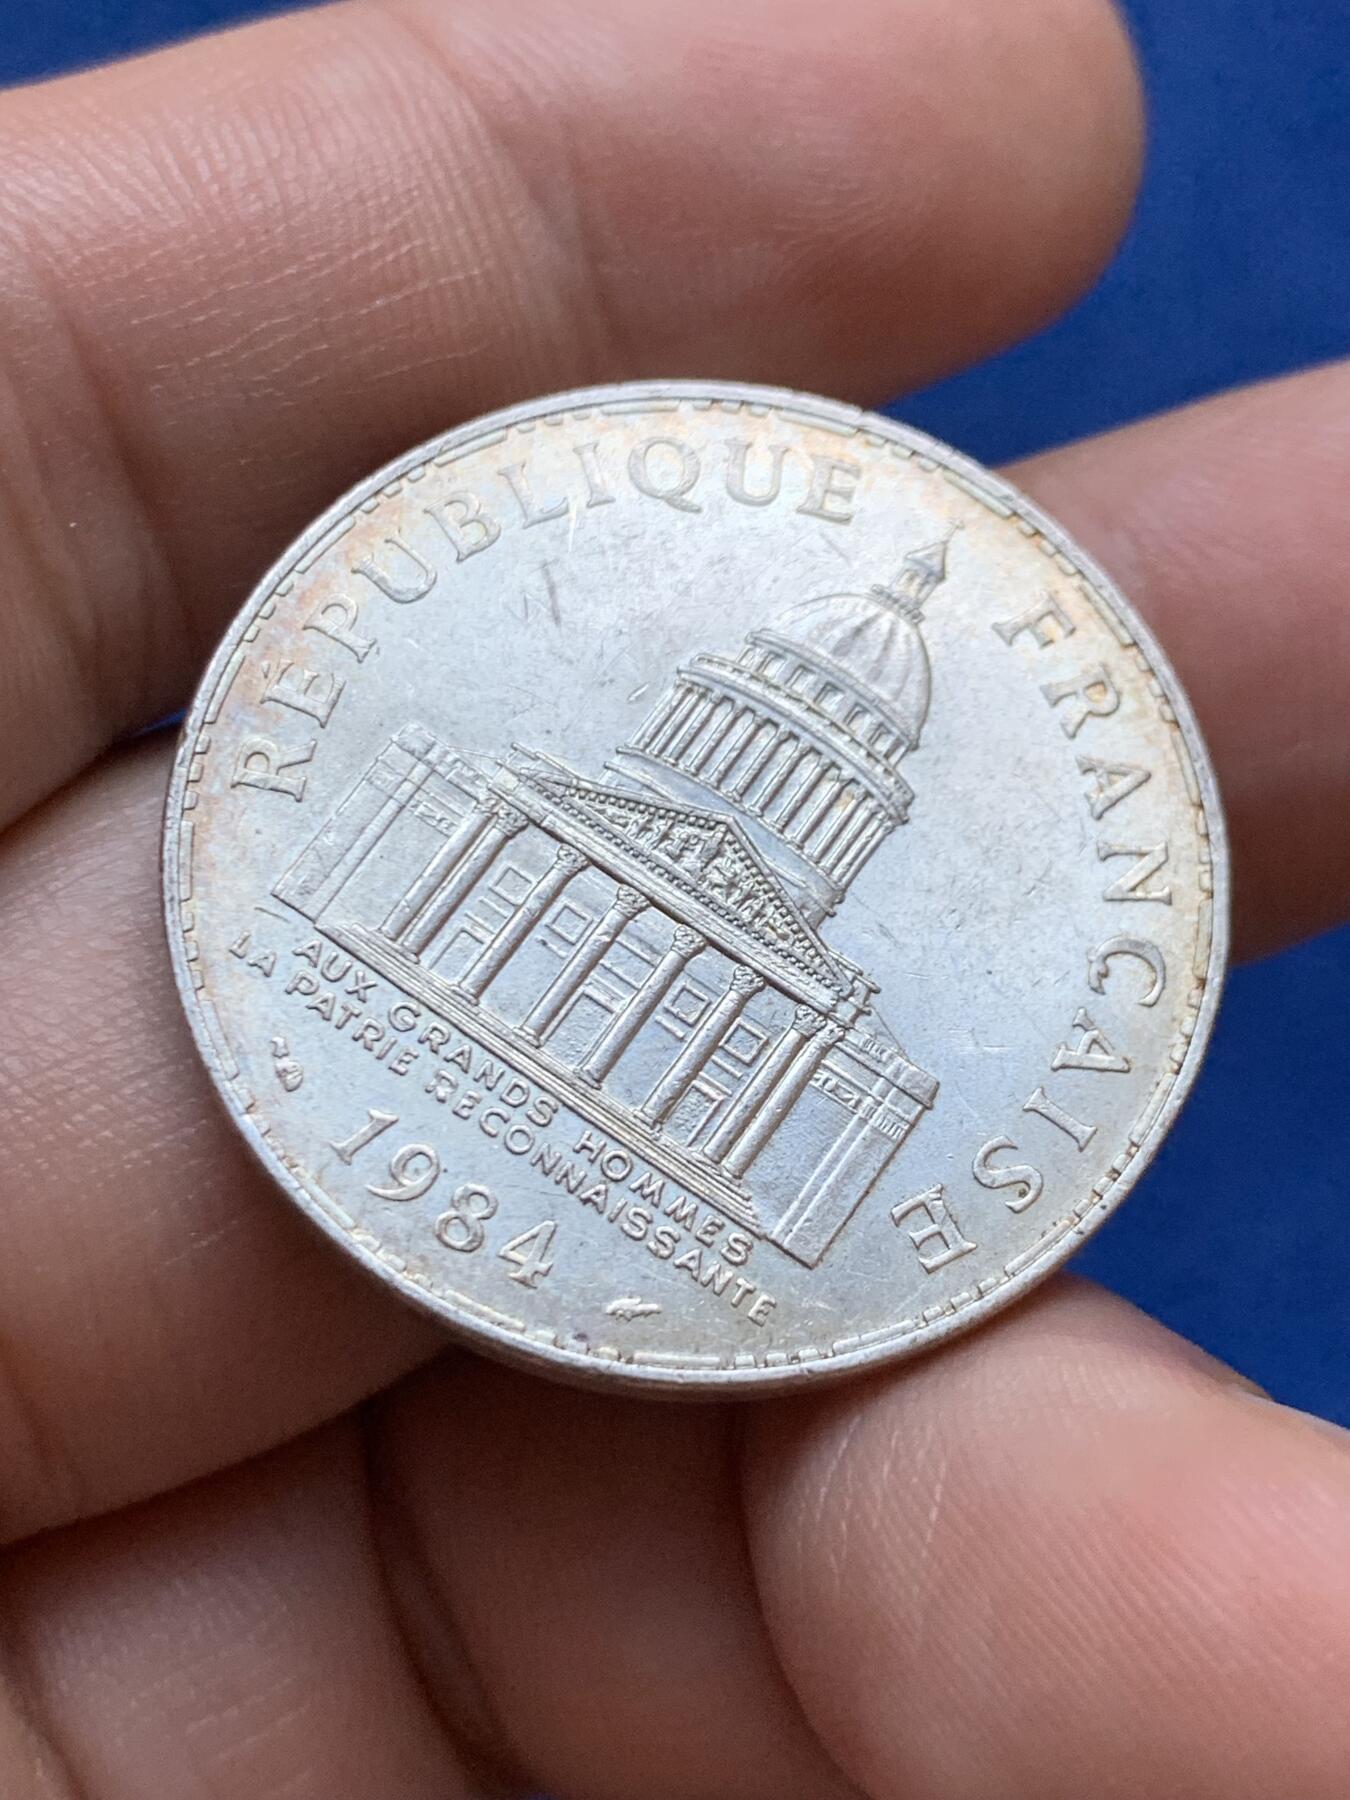 RÉPUBLIQUE FRANÇAISE
AUX GRANDS HOMMES
LA PATRIE RECONNAISSANTE
1984